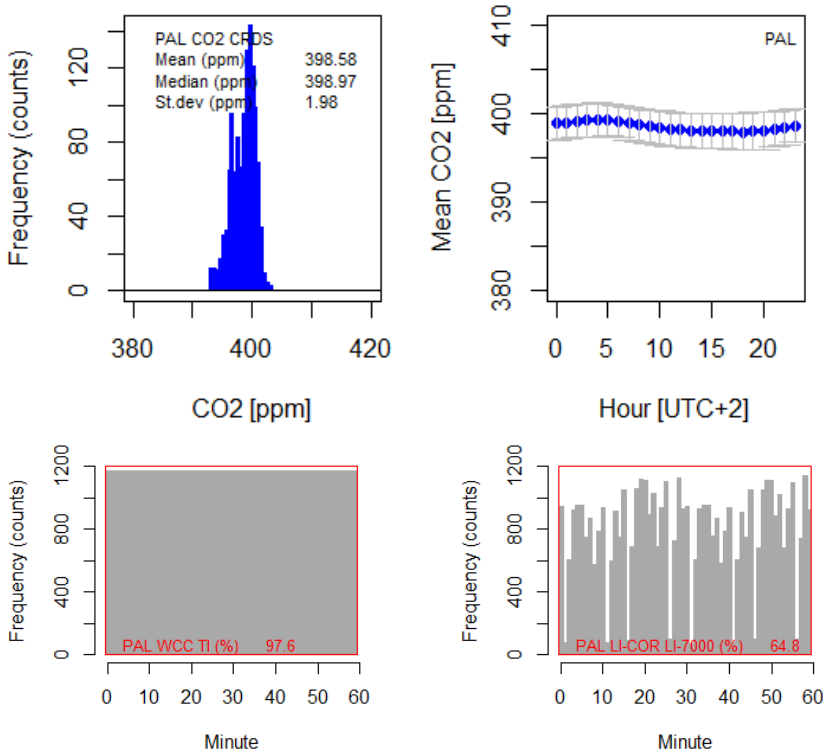 PAL CO2 CRDS
Mean (ppm) 398.58
Median (ppm) 398.97
St.dev (ppm) 1.98
Frequency (counts)
0
40
80
120
380
400
420
CO2 [ppm]
PAL
Mean CO2 [ppm]
380
390
400
410
0 5 10 15 20
Hour [UTC+2]
Frequency (counts)
0
400
800
1200
PAL WCC TI (%) 97.6
0 10 20 30 40 50 60
Minute
Frequency (counts)
0
400
800
1200
PAL LI-COR LI-7000 (%) 64.8
0 10 20 30 40 50 60
Minute